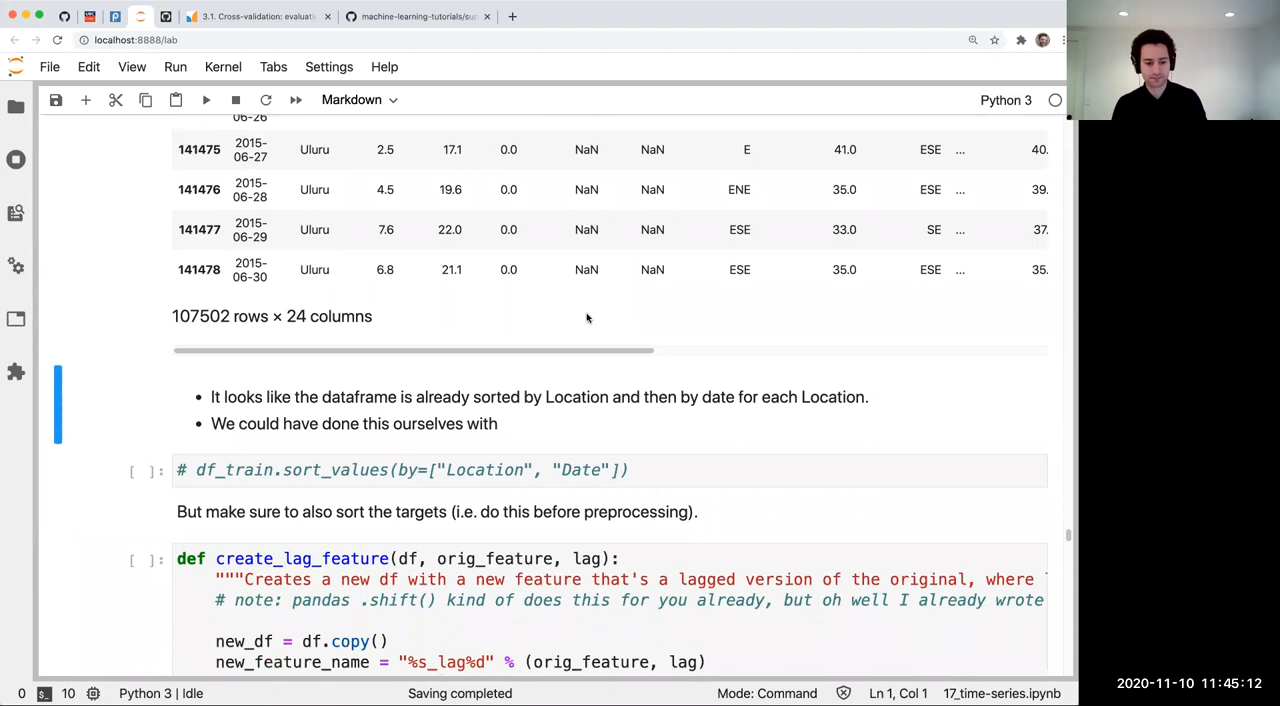 3.1. Cross-validation: evaluati
machine-learning-tutorials/su
localhost:8888/lab
File Edit View Run Kernel Tabs Settings Help
Markdown Python 3
06-26
141475 2015-06-27 Uluru 2.5 17.1 0.0 NaN NaN E 41.0 ESE ... 40.
141476 2015-06-28 Uluru 4.5 19.6 0.0 NaN NaN ENE 35.0 ESE ... 39.
141477 2015-06-29 Uluru 7.6 22.0 0.0 NaN NaN ESE 33.0 SE ... 37.
141478 2015-06-30 Uluru 6.8 21.1 0.0 NaN NaN ESE 35.0 ESE ... 35.
107502 rows × 24 columns
• It looks like the dataframe is already sorted by Location and then by date for each Location.
• We could have done this ourselves with
[ ]: # df_train.sort_values(by=["Location", "Date"])
But make sure to also sort the targets (i.e. do this before preprocessing).
[ ]: def create_lag_feature(df, orig_feature, lag):
"""Creates a new df with a new feature that's a lagged version of the original, where
# note: pandas .shift() kind of does this for you already, but oh well I already wrote
new_df = df.copy()
new_feature_name = "%s_lag%d" % (orig_feature, lag)
0 10 Python 3 | Idle Saving completed Mode: Command Ln 1, Col 1 17_time-series.ipynb
2020-11-10 11:45:12